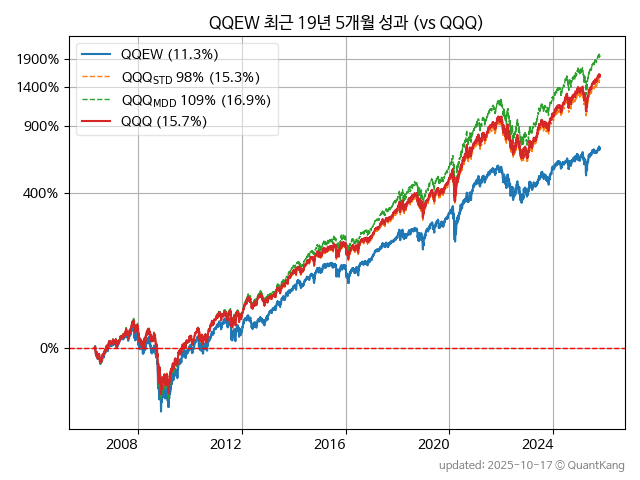 QQEW 최근 19년 5개월 성과 (vs QQQ)
QQEW (11.3%)
QQQSTD 98% (15.3%)
QQQMDD 109% (16.9%)
QQQ (15.7%)
1900%
1400%
900%
400%
0%
2008 2012 2016 2020 2024
updated: 2025-10-17 © QuantKang